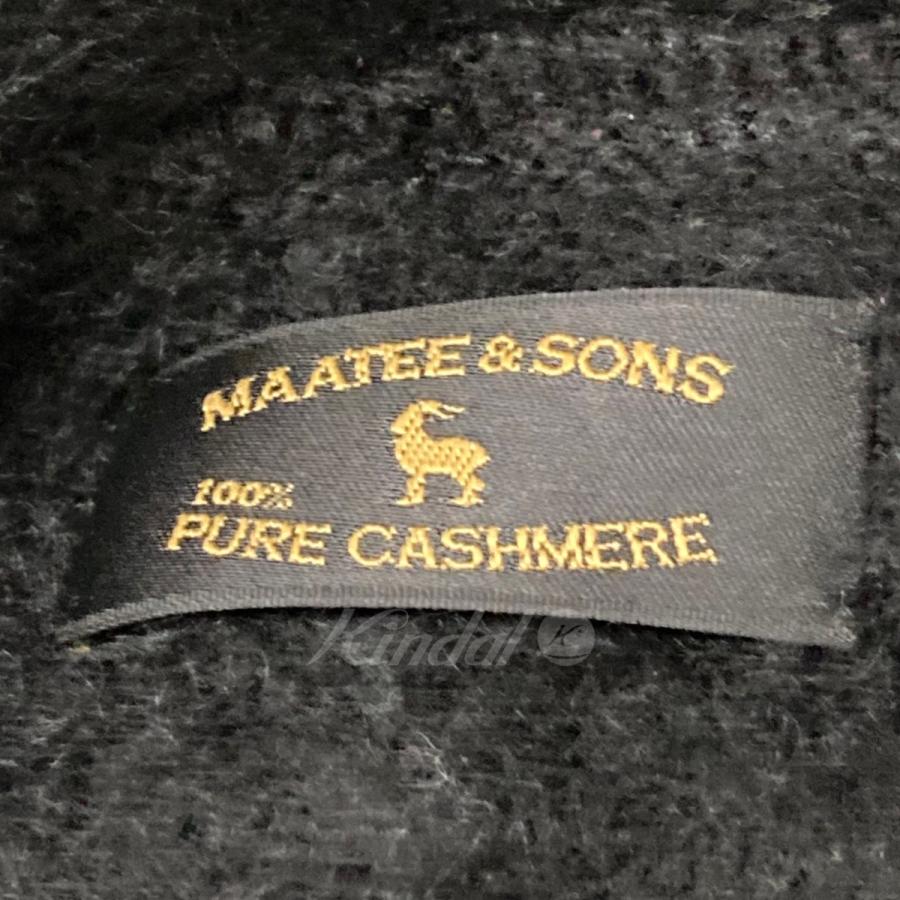 MAATEE & SONS
100%
PURE CASHMERE
Kindal